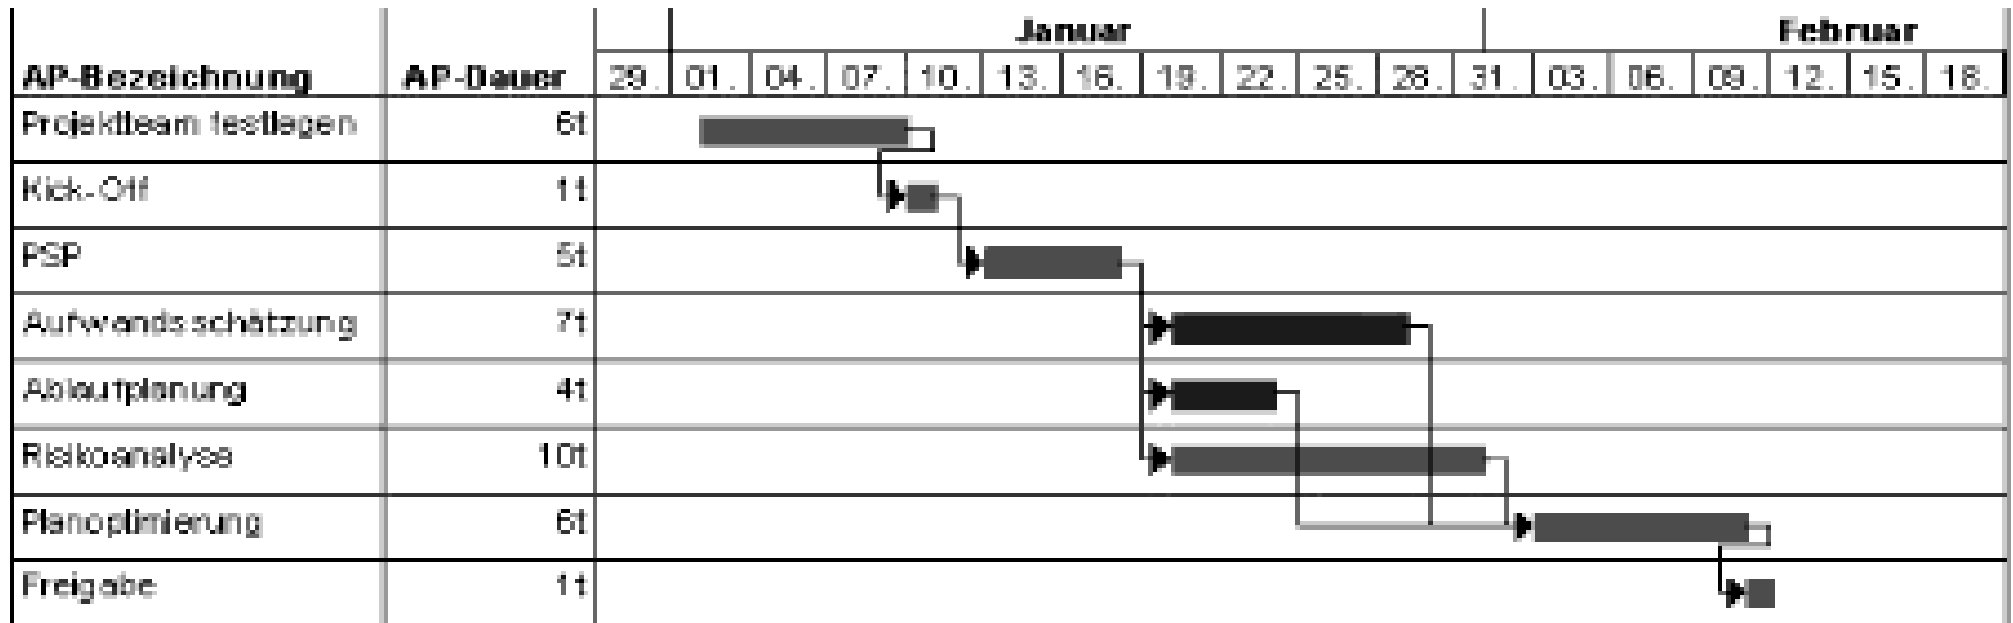 Januar Februar
AP-Bezeichnung AP-Dauer 29. 01. 04. 07. 10. 13. 16. 19. 22. 25. 28. 31. 03. 06. 09. 12. 15. 18.
Projektteam festlegen 6t
Kick-Off 1t
PSP 5t
Aufwandsschätzung 7t
Ablaufplanung 4t
Risikoanalyse 10t
Planoptimierung 6t
Freigabe 1t